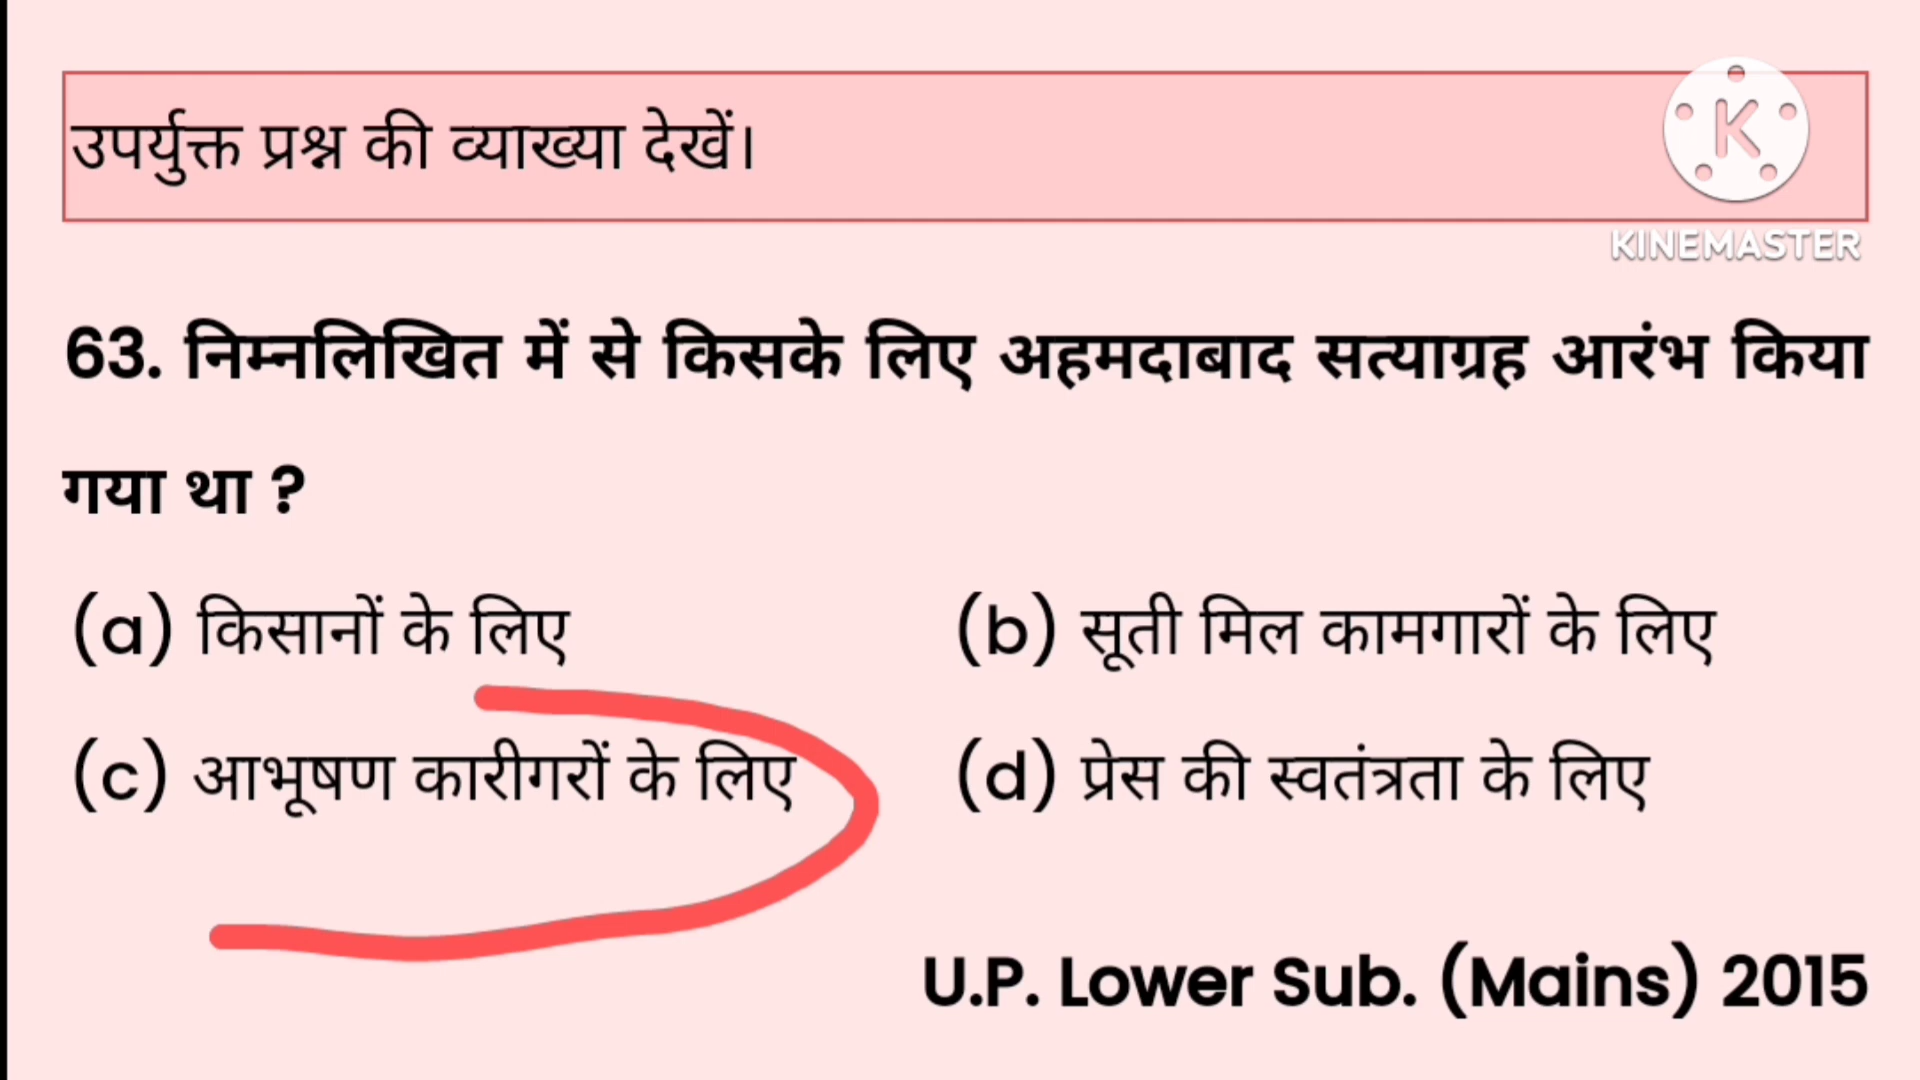 उपर्युक्त प्रश्न की व्याख्या देखें।
K
KINEMASTER
63. निम्नलिखित में से किसके लिए अहमदाबाद सत्याग्रह आरंभ किया
गया था ?
(a) किसानों के लिए (b) सूती मिल कामगारों के लिए
(c) आभूषण कारीगरों के लिए (d) प्रेस की स्वतंत्रता के लिए
U.P. Lower Sub. (Mains) 2015